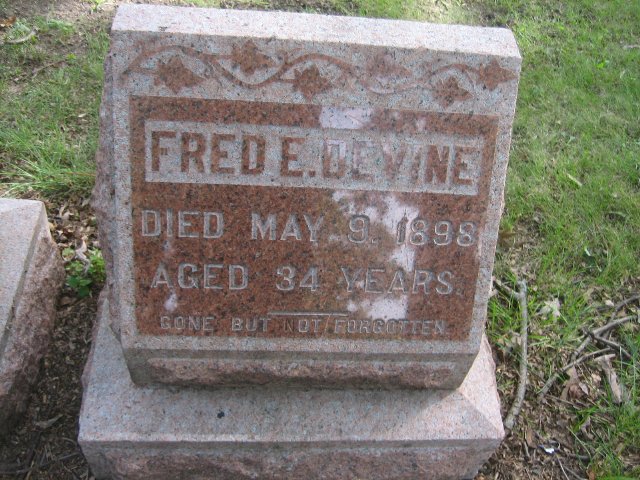 FRED E. DEVINE
DIED MAY 9. 1898
AGED 34 YEARS.
GONE BUT NOT FORGOTTEN.